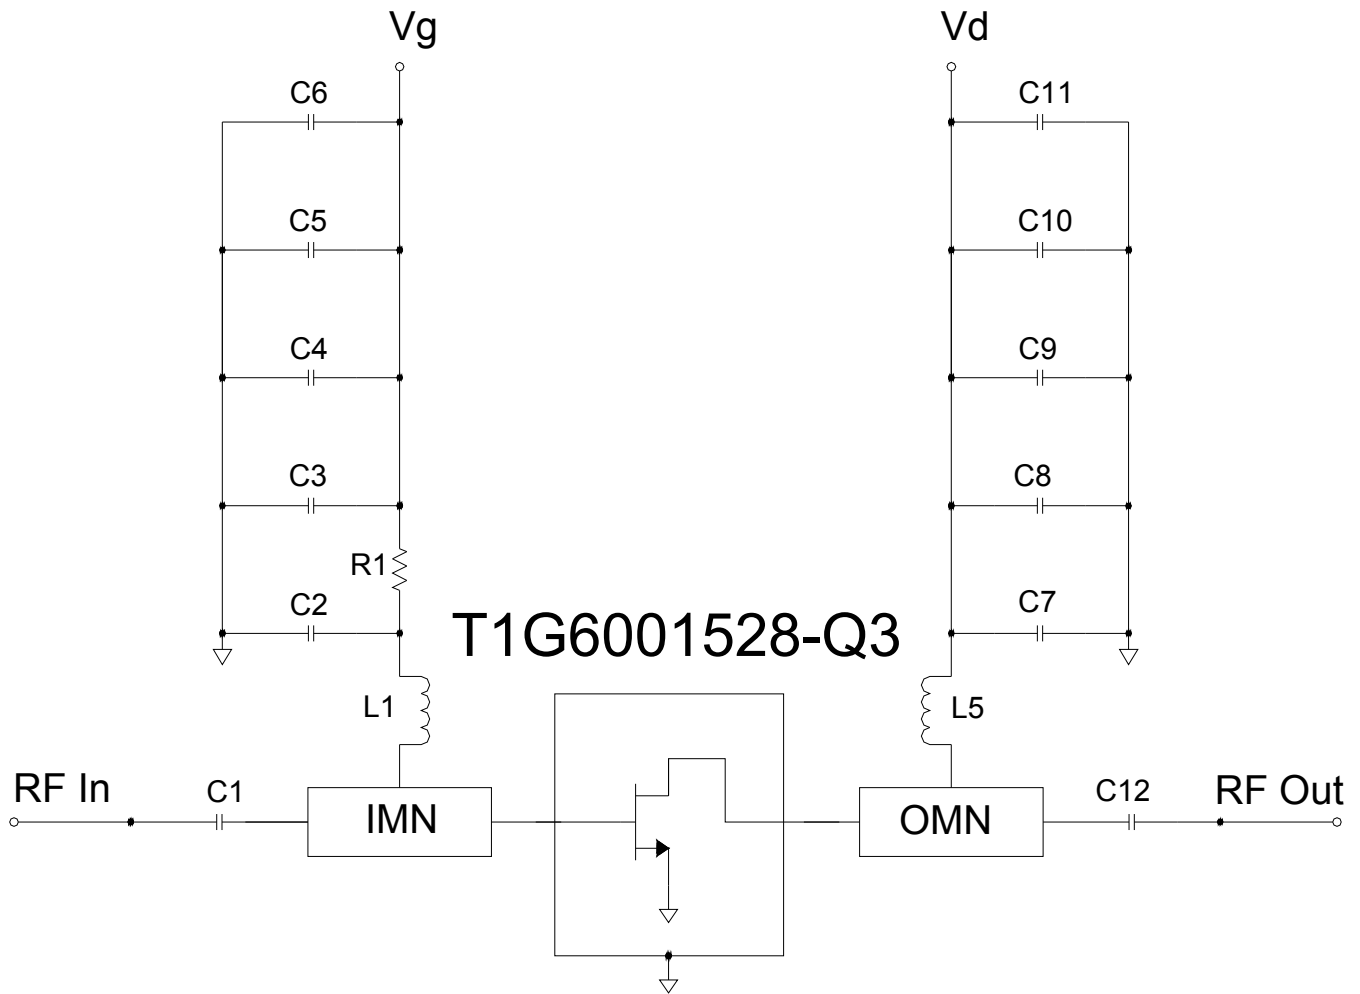 Vg
Vd
C6
C11
C5
C10
C4
C9
C3
C8
R1
C2
C7
T1G6001528-Q3
L1
L5
RF In
C1
IMN
OMN
C12
RF Out